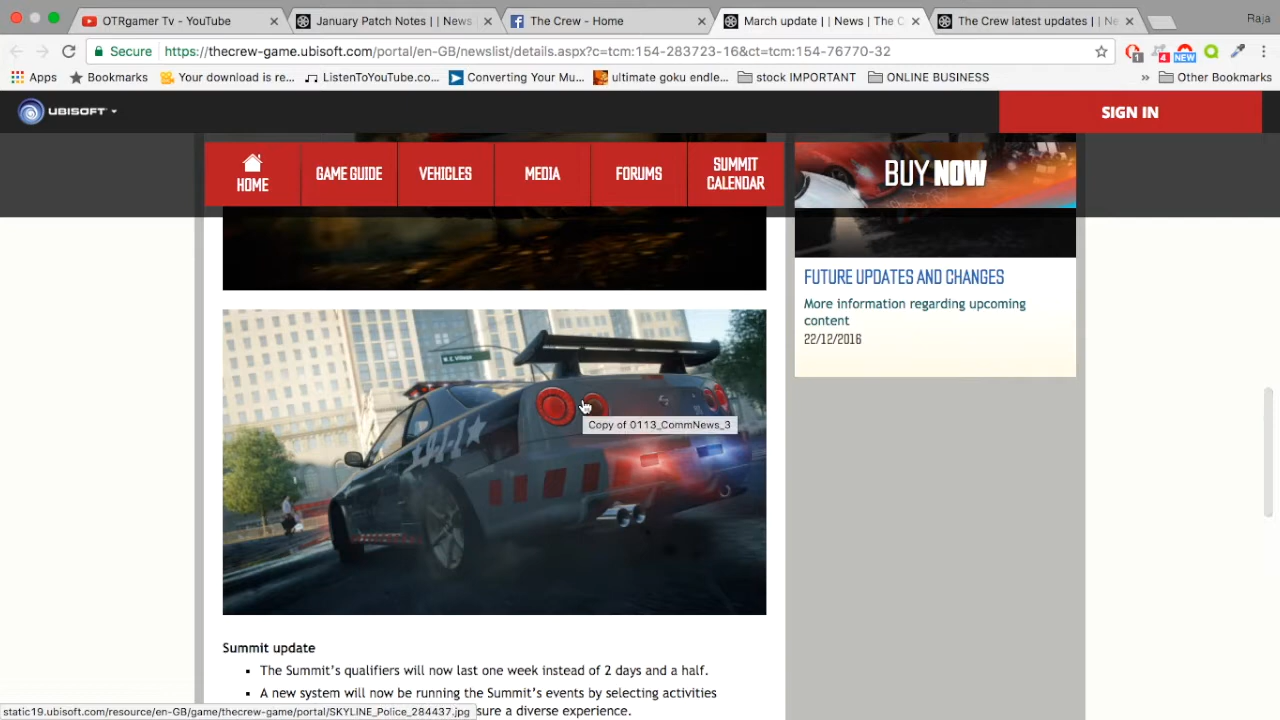 OTRgamer Tv - YouTube
January Patch Notes | | News
The Crew - Home
March update | | News | The C
The Crew latest updates | | Ne
Raja
Secure
https://thecrew-game.ubisoft.com/portal/en-GB/newslist/details.aspx?c=tcm:154-283723-16&ct=tcm:154-76770-32
1
4
NEW
Apps
Bookmarks
Your download is re...
ListenToYouTube.co...
Converting Your Mu...
ultimate goku endle...
stock IMPORTANT
ONLINE BUSINESS
»
Other Bookmarks
UBISOFT
SIGN IN
HOME
GAME GUIDE
VEHICLES
MEDIA
FORUMS
SUMMIT
CALENDAR
BUY NOW
FUTURE UPDATES AND CHANGES
More information regarding upcoming
content
22/12/2016
Copy of 0113_CommNews_3
Summit update
▪ The Summit's qualifiers will now last one week instead of 2 days and a half.
▪ A new system will now be running the Summit's events by selecting activities
sure a diverse experience.
static19.ubisoft.com/resource/en-GB/game/thecrew-game/portal/SKYLINE_Police_284437.jpg